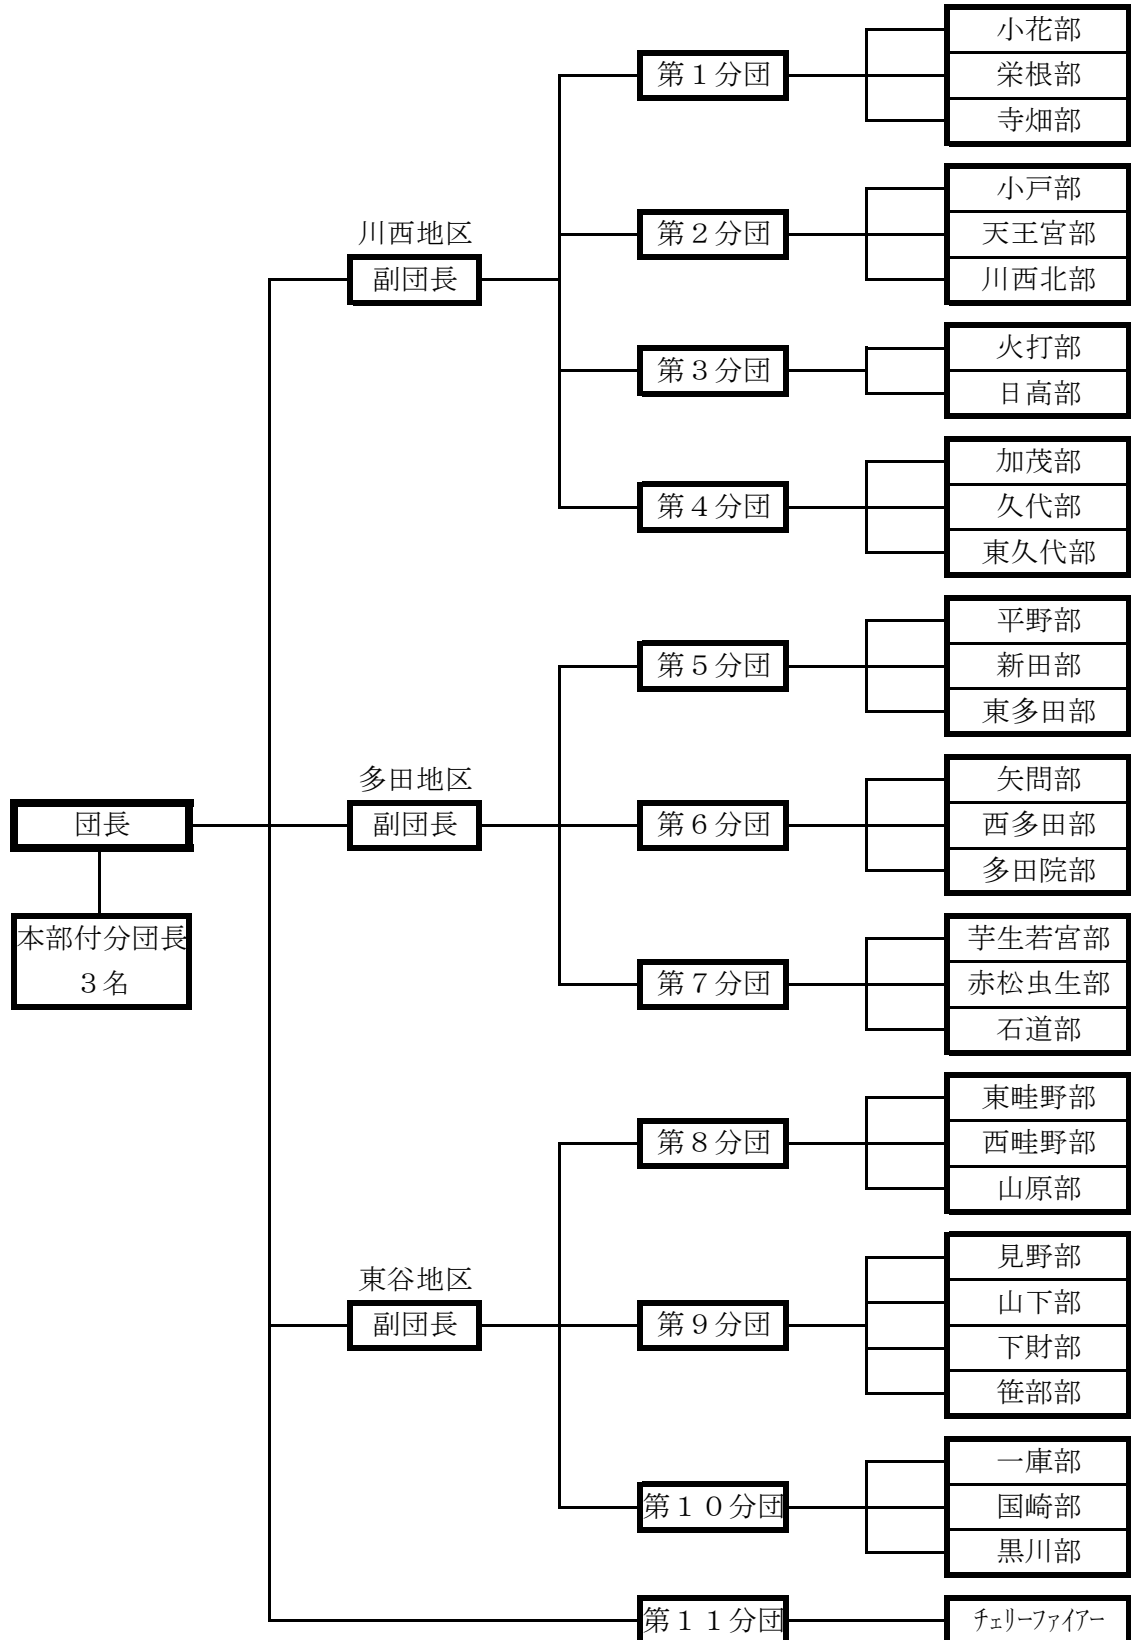 小花部
第１分団
栄根部
寺畑部
小戸部
川西地区
第２分団
天王宮部
副団長
川西北部
火打部
第３分団
日高部
加茂部
第４分団
久代部
東久代部
平野部
第５分団
新田部
東多田部
多田地区
矢問部
団長
副団長
第６分団
西多田部
多田院部
本部付分団長
３名
芋生若宮部
第７分団
赤松虫生部
石道部
東畦野部
第８分団
西畦野部
山原部
見野部
東谷地区
山下部
副団長
第９分団
下財部
笹部部
一庫部
第１０分団
国崎部
黒川部
第１１分団
ﾁｪﾘｰﾌｧｲｱｰ